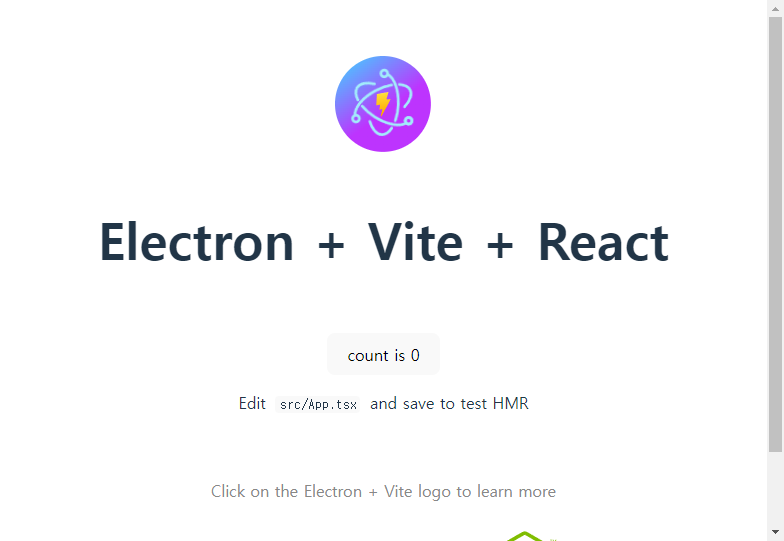 Electron + Vite + React
count is 0
Edit src/App.tsx and save to test HMR
Click on the Electron + Vite logo to learn more